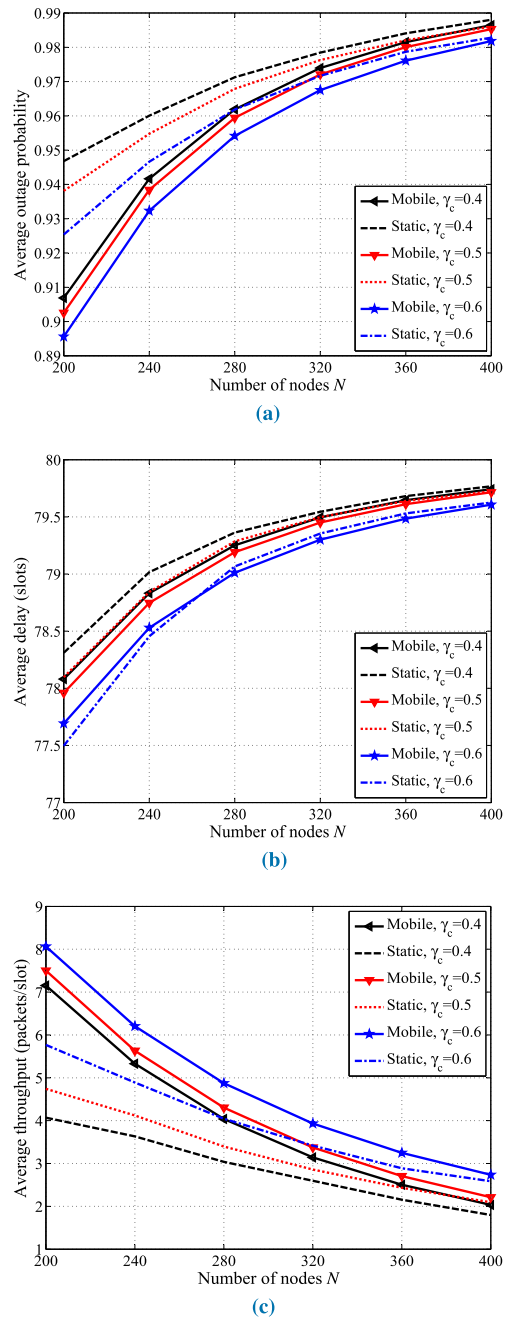 0.99
0.98
0.97
0.96
0.95
0.94
0.93
0.92
0.91
0.9
0.89
Average outage probability
Mobile, γc=0.4
Static, γc=0.4
Mobile, γc=0.5
Static, γc=0.5
Mobile, γc=0.6
Static, γc=0.6
200 240 280 320 360 400
Number of nodes N
(a)
80
79.5
79
78.5
78
77.5
77
Average delay (slots)
Mobile, γc=0.4
Static, γc=0.4
Mobile, γc=0.5
Static, γc=0.5
Mobile, γc=0.6
Static, γc=0.6
200 240 280 320 360 400
Number of nodes N
(b)
9
8
7
6
5
4
3
2
1
Average throughput (packets/slot)
Mobile, γc=0.4
Static, γc=0.4
Mobile, γc=0.5
Static, γc=0.5
Mobile, γc=0.6
Static, γc=0.6
200 240 280 320 360 400
Number of nodes N
(c)